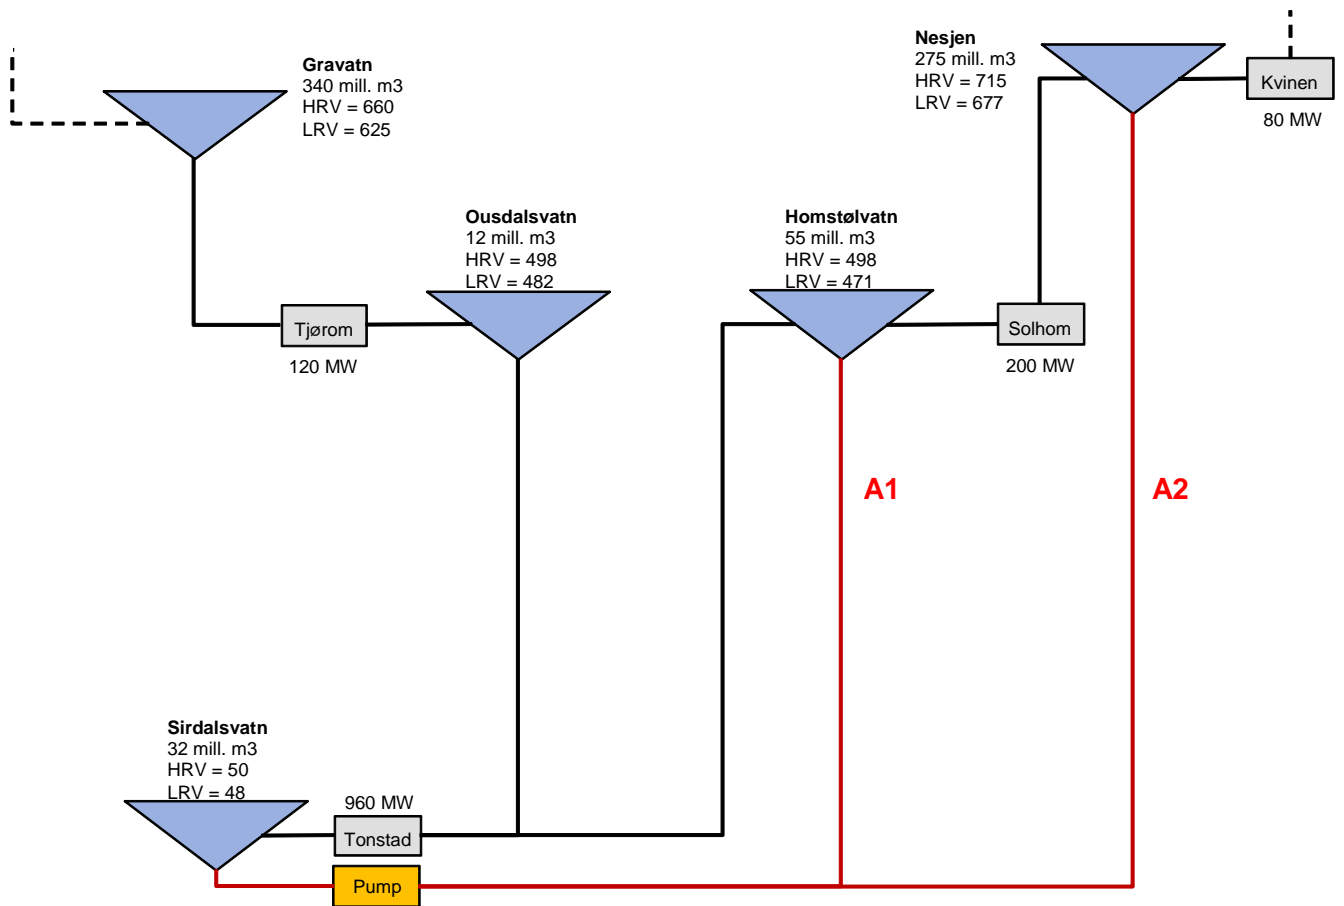 Gravatn
340 mill. m3
HRV = 660
LRV = 625
Nesjen
275 mill. m3
HRV = 715
LRV = 677
Kvinen
80 MW
Ousdalsvatn
12 mill. m3
HRV = 498
LRV = 482
Homstølvatn
55 mill. m3
HRV = 498
LRV = 471
Tjørom
120 MW
Solhom
200 MW
A1
A2
Sirdalsvatn
32 mill. m3
HRV = 50
LRV = 48
960 MW
Tonstad
Pump